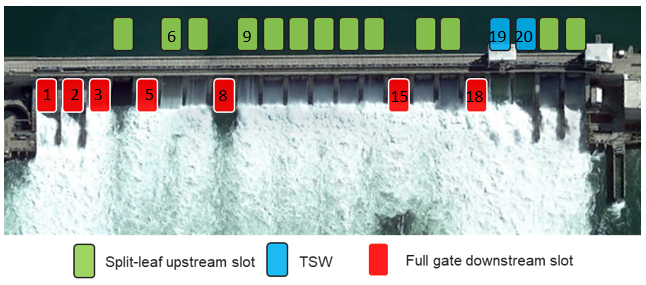 6 9 19 20
1 2 3 5 8 15 18
Split-leaf upstream slot TSW Full gate downstream slot